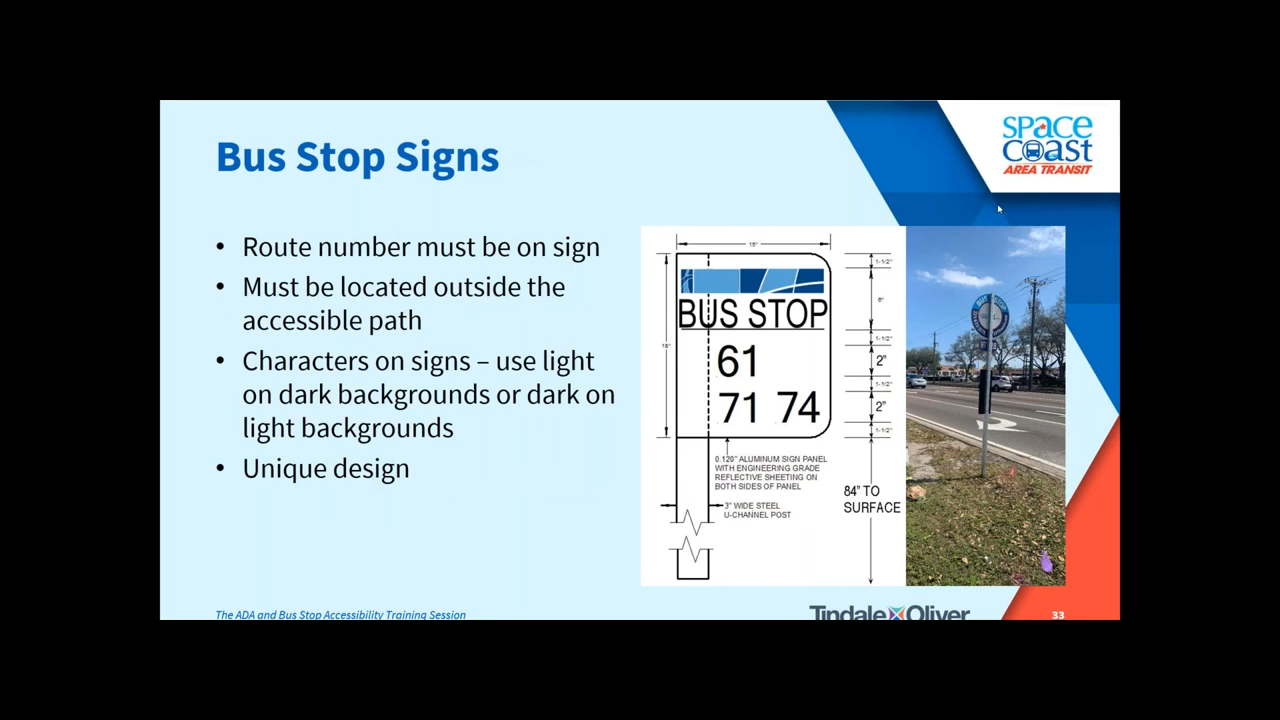 Bus Stop Signs
space
coast
AREA TRANSIT
• Route number must be on sign
• Must be located outside the
accessible path
• Characters on signs – use light
on dark backgrounds or dark on
light backgrounds
• Unique design
18"
1-1/2"
BUS STOP
6"
1-1/2"
61
2"
1-1/2"
71 74
2"
1-1/2"
0.120" ALUMINUM SIGN PANEL
WITH ENGINEERING GRADE
REFLECTIVE SHEETING ON
BOTH SIDES OF PANEL
3" WIDE STEEL
U-CHANNEL POST
84" TO
SURFACE
The ADA and Bus Stop Accessibility Training Session
Tindale Oliver
33